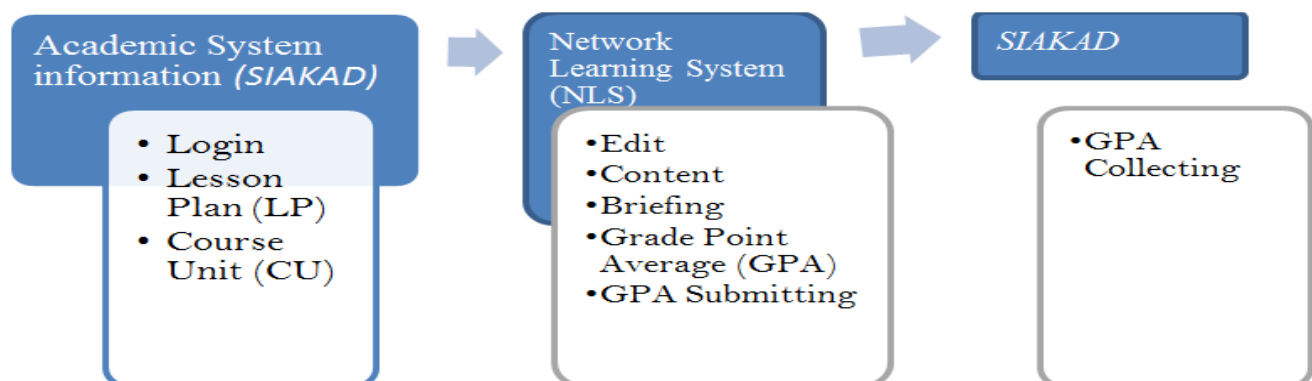 Academic System
information (SIAKAD)
• Login
• Lesson
Plan (LP)
• Course
Unit (CU)
Network
Learning System
(NLS)
•Edit
•Content
•Briefing
•Grade Point
Average (GPA)
•GPA Submitting
SIAKAD
•GPA
Collecting